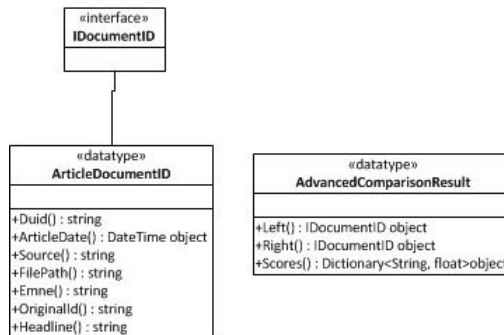 «interface»
IDocumentID
«datatype»
ArticleDocumentID
+Duid() : string
+ArticleDate() : DateTime object
+Source() : string
+FilePath() : string
+Emne() : string
+OriginalId() : string
+Headline() : string
«datatype»
AdvancedComparisonResult
+Left() : IDocumentID object
+Right() : IDocumentID object
+Scores() : Dictionary<String, float>object